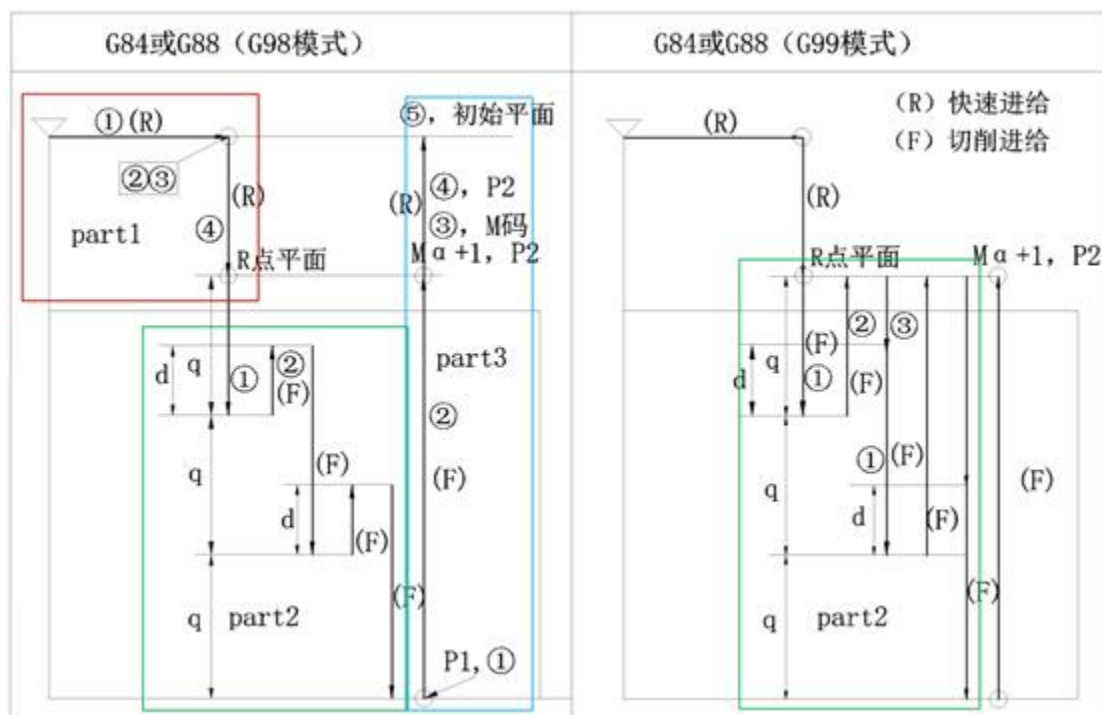 G84或G88（G98模式）
①(R)
②③
(R)
④
part1
R点平面
⑤，初始平面
(R)
④，P2
③，M码
Mα+1，P2
part3
d
q
①
②
(F)
②
q
(F)
(F)
d
(F)
q
part2
(F)
P1,①
G84或G88（G99模式）
（R）快速进给
（F）切削进给
(R)
(R)
R点平面
Mα+1，P2
d
q
(F)
①
②
③
(F)
q
①
(F)
(F)
d
(F)
q
part2
(F)